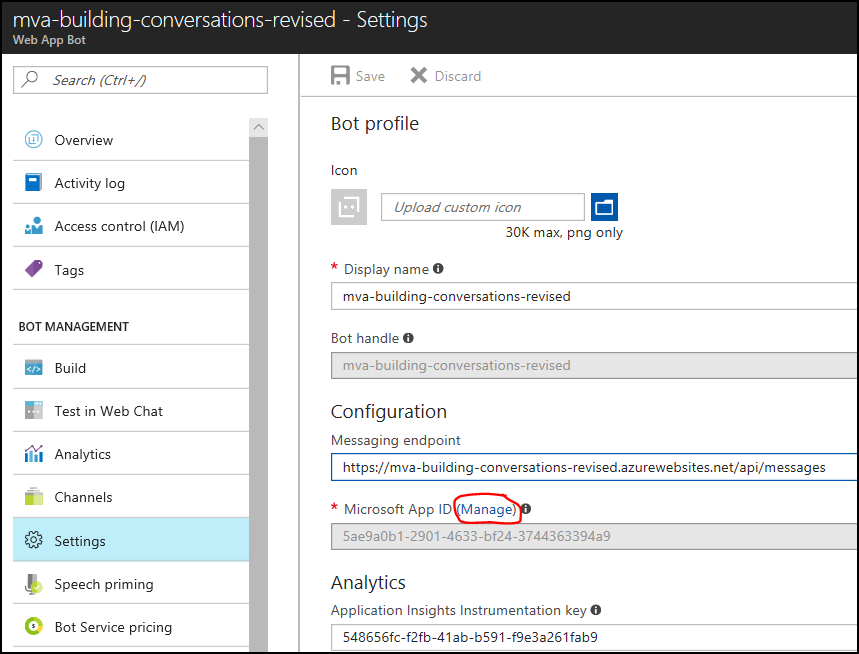 mva-building-conversations-revised - Settings
Web App Bot
Search (Ctrl+/)
Overview
Activity log
Access control (IAM)
Tags
BOT MANAGEMENT
Build
Test in Web Chat
Analytics
Channels
Settings
Speech priming
Bot Service pricing
Save Discard
Bot profile
Icon
Upload custom icon
30K max, png only
* Display name
mva-building-conversations-revised
Bot handle
mva-building-conversations-revised
Configuration
Messaging endpoint
https://mva-building-conversations-revised.azurewebsites.net/api/messages
* Microsoft App ID (Manage)
5ae9a0b1-2901-4633-bf24-3744363394a9
Analytics
Application Insights Instrumentation key
548656fc-f2fb-41ab-b591-f9e3a261fab9